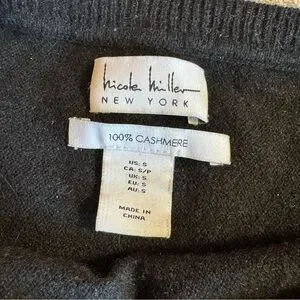 Nicole Miller
NEW YORK
100% CASHMERE
US: S
CA: S/P
UK: S
EU: S
AU: S
MADE IN
CHINA